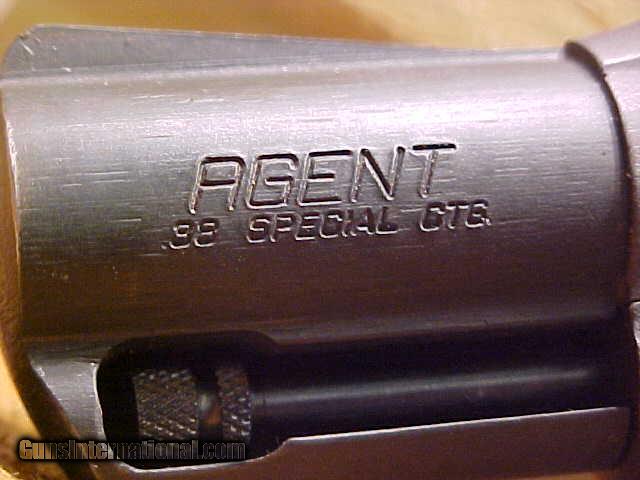 AGENT
.38 SPECIAL CTG.
GunsInternational.com